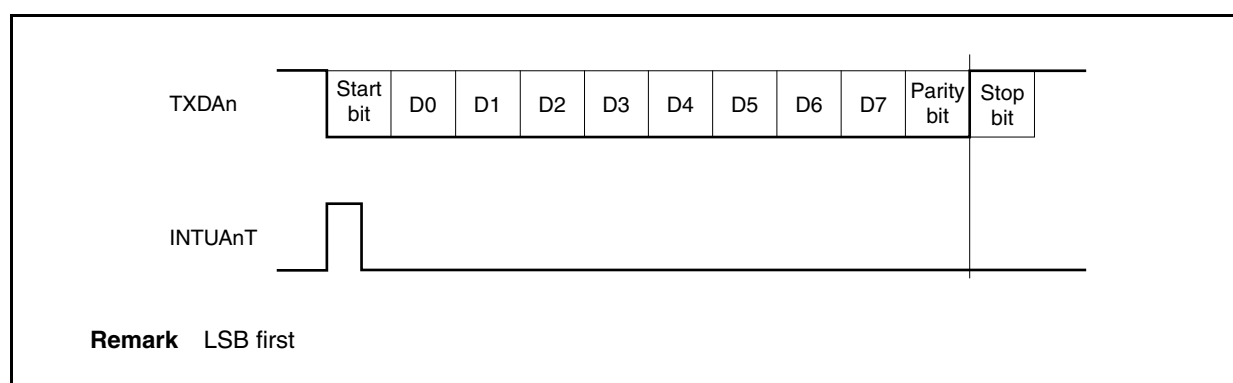 TXDAn
Start bit D0 D1 D2 D3 D4 D5 D6 D7 Parity bit Stop bit
INTUAnT
Remark LSB first